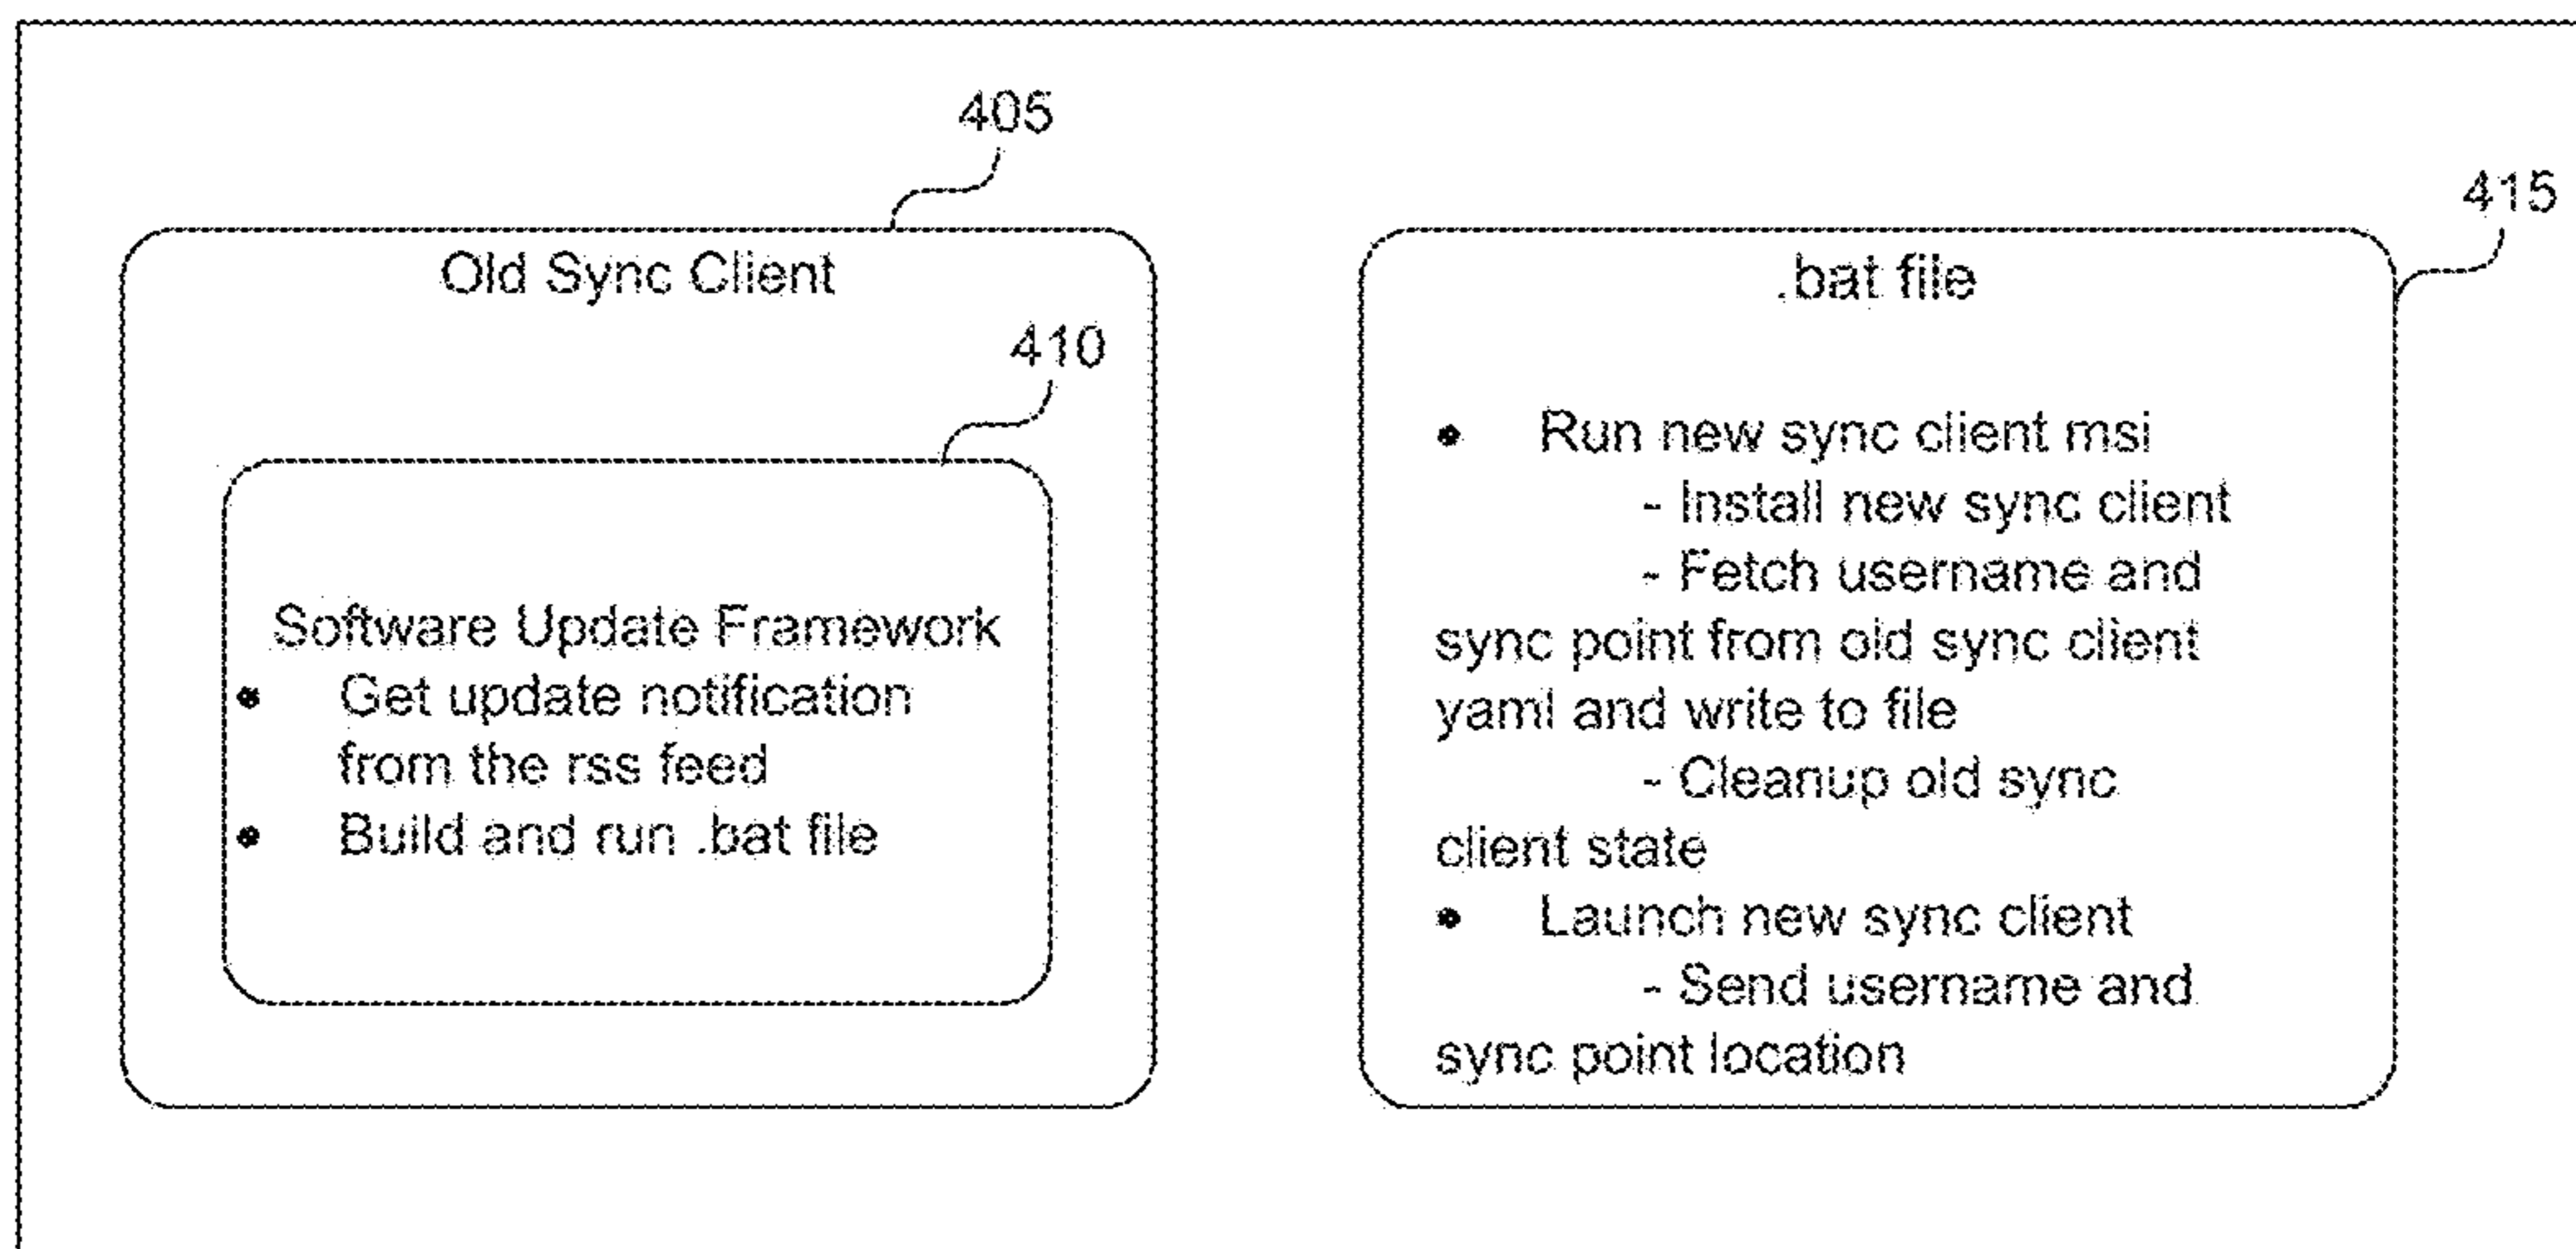 405
Old Sync Client
410
Software Update Framework
• Get update notification
from the rss feed
• Build and run .bat file
415
.bat file
• Run new sync client msi
- Install new sync client
- Fetch username and
sync point from old sync client
yaml and write to file
- Cleanup old sync
client state
• Launch new sync client
- Send username and
sync point location